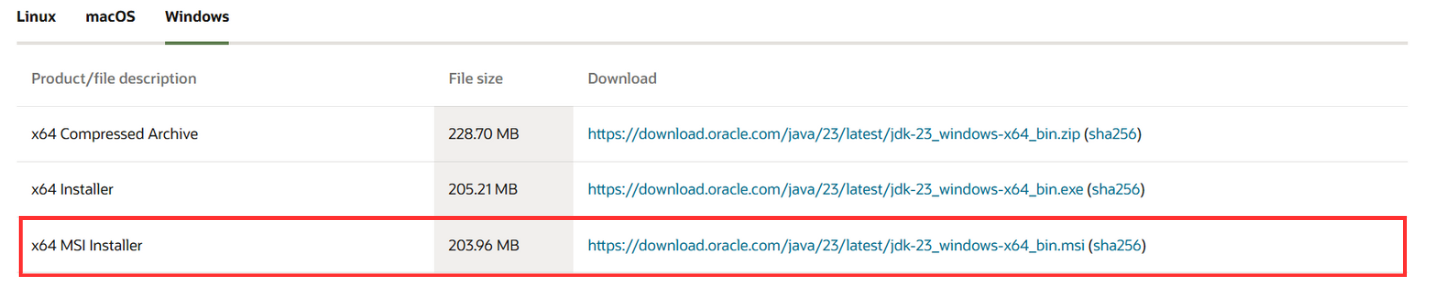 Linux macOS Windows
Product/file description File size Download
x64 Compressed Archive 228.70 MB https://download.oracle.com/java/23/latest/jdk-23_windows-x64_bin.zip (sha256)
x64 Installer 205.21 MB https://download.oracle.com/java/23/latest/jdk-23_windows-x64_bin.exe (sha256)
x64 MSI Installer 203.96 MB https://download.oracle.com/java/23/latest/jdk-23_windows-x64_bin.msi (sha256)